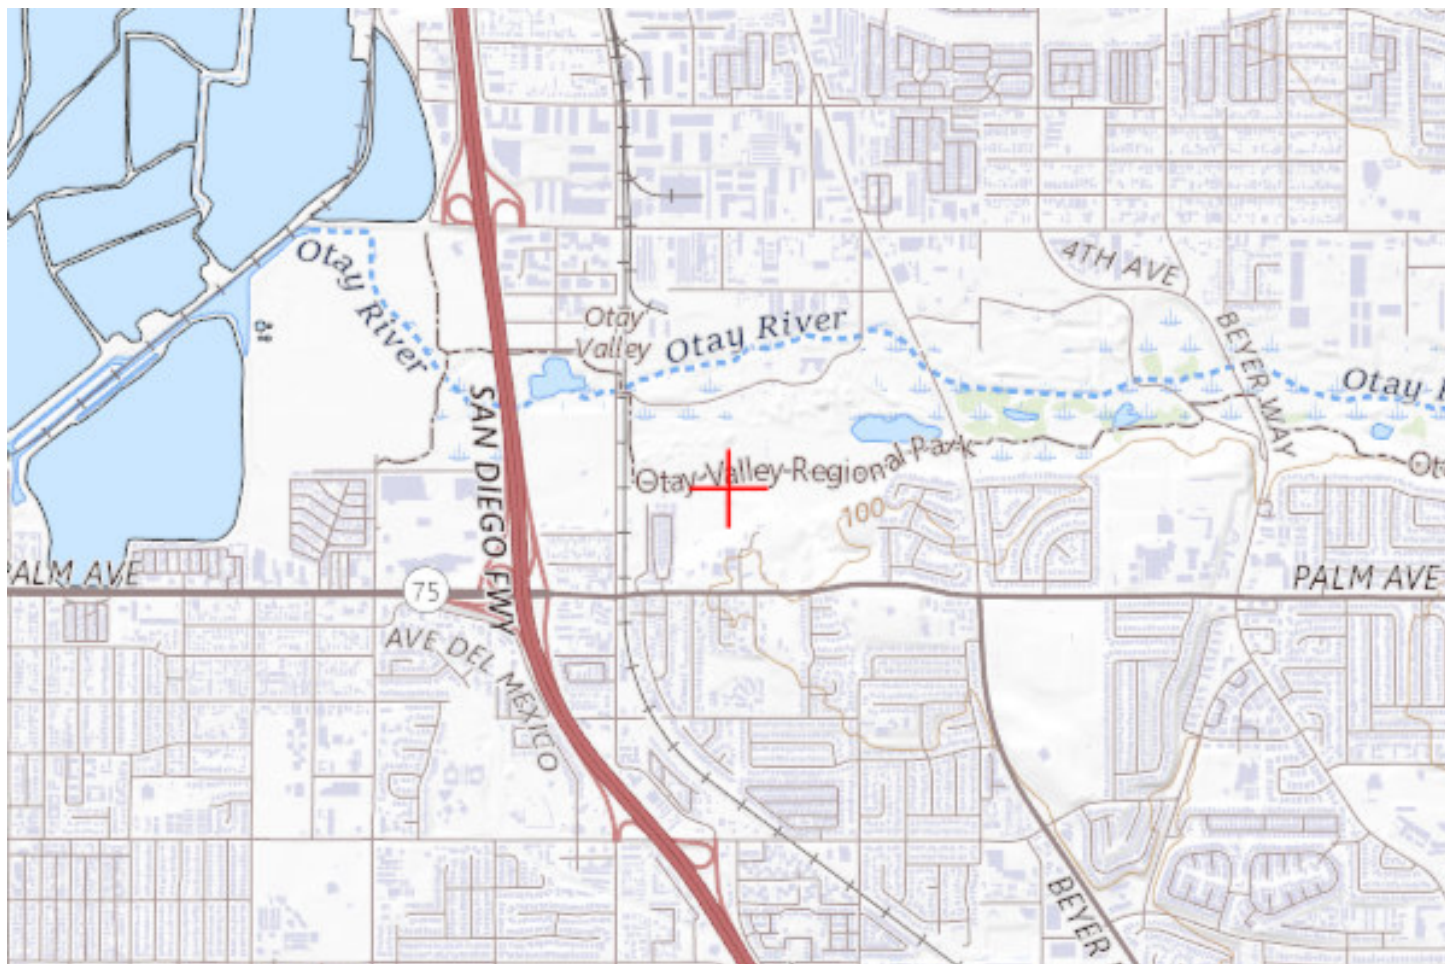 Otay River
4TH AVE
Otay
Valley
Otay River
BEYER WAY
Otay
SAN DIEGO FWY
Otay-Valley-Regional-Park
100
PALM AVE
75
PALM AVE
AVE DEL MEXICO
BEYER